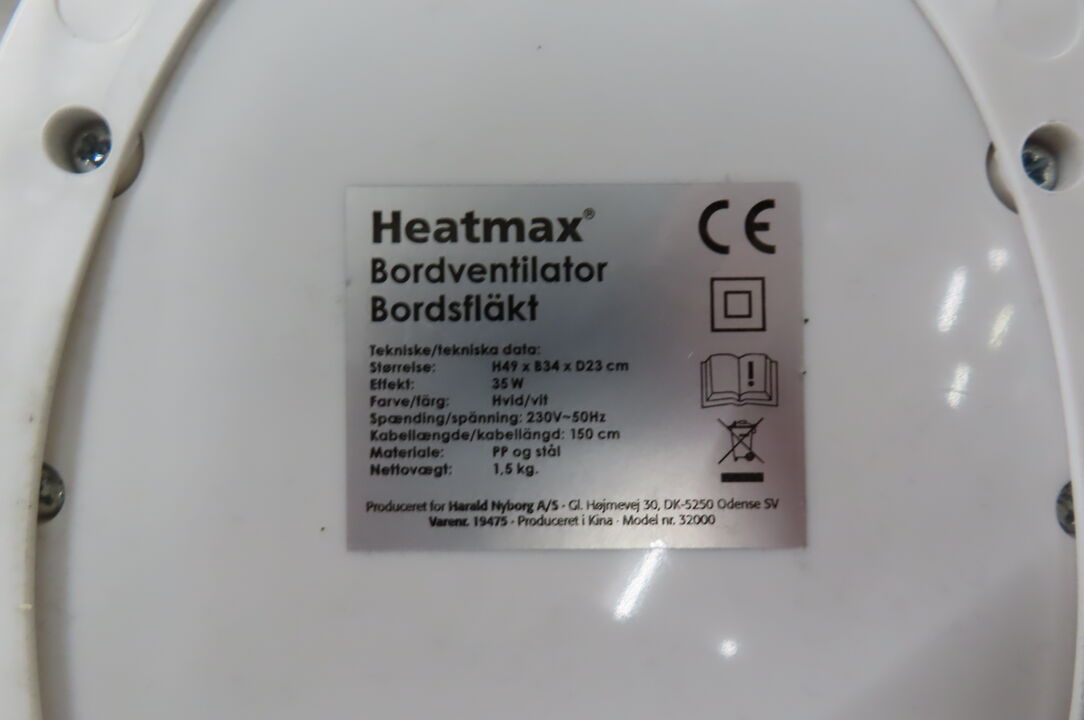 Heatmax®
Bordventilator
Bordsfläkt
Tekniske/tekniska data:
Størrelse: H49 x B34 x D23 cm
Effekt: 35 W
Farve/färg: Hvid/vit
Spænding/spänning: 230V~50Hz
Kabellængde/kabellängd: 150 cm
Materiale: PP og stål
Nettovægt: 1,5 kg.
CE
Produceret for Harald Nyborg A/S · Gl. Højmevej 30, DK-5250 Odense SV
Varenr. 19475 · Produceret i Kina · Model nr. 32000